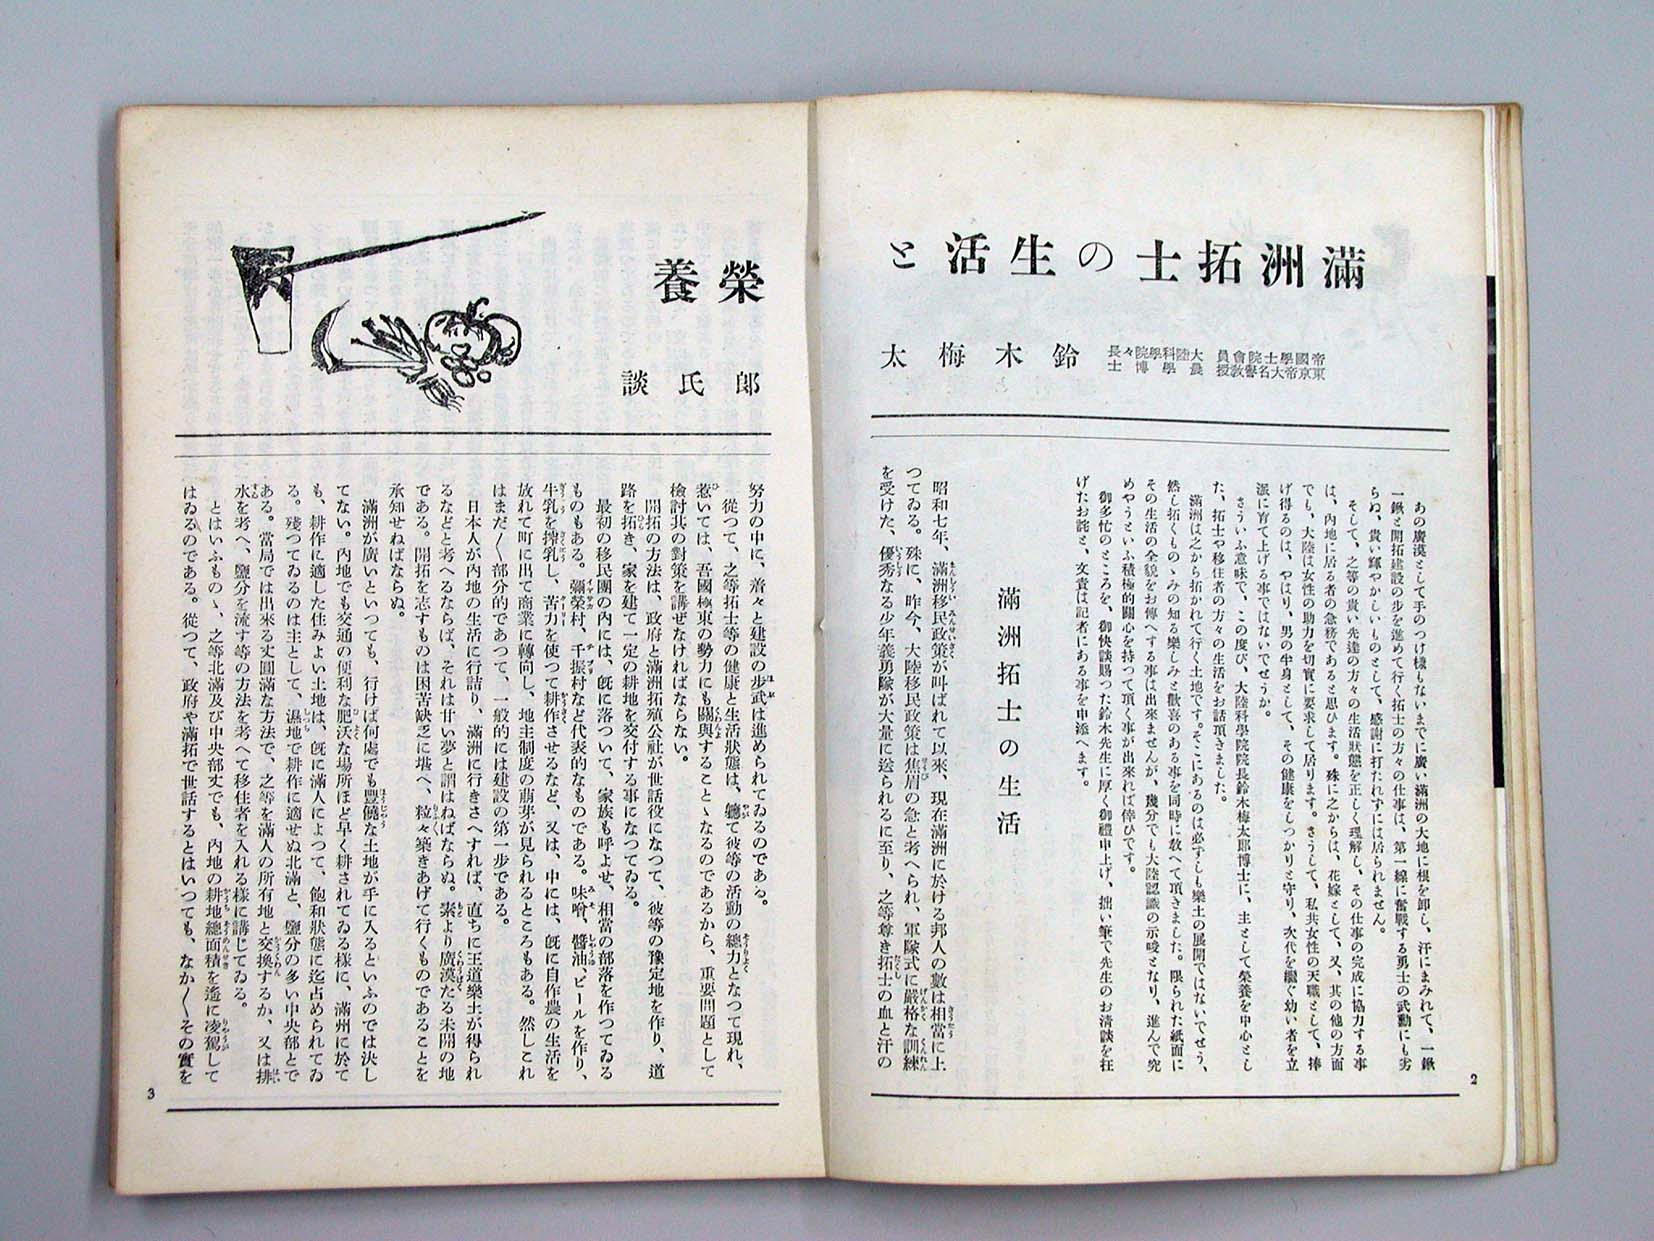 滿洲拓士の生活と
帝國學士院會員
東京帝大名譽敎授
大陸科學院々長
農學博士
鈴木梅太
あの廣漠として手のつけ樣もないまでに廣い滿洲の大地に根を卸し、汗にまみれて、一鍬
一鍬と開拓建設の步を進めて行く拓士の方々の仕事は、第一線に奮戰する勇士の武勳にも劣
らぬ、貴い輝やかしいものとして、感謝に打たれずには居られません。
そして、之等の貴い先達の方々の生活狀態を正しく理解し、その仕事の完成に協力する事
は、內地に居る者の急務であると思ひます。殊に之からは、花嫁として、又、其の他の方面
でも、大陸は女性の助力を切實に要求して居ります。さうして、私共女性の天職として、捧
げ得るのは、やはり、男の半身として、その健康をしつかりと守り、次代を繼ぐ幼い者を立
派に育て上げる事ではないでせうか。
さういふ意味で、この度び、大陸科學院院長鈴木梅太郎博士に、主として榮養を中心とし
た、拓士や移住者の方々の生活をお話頂きました。
滿洲は之から拓かれて行く土地です。そこにあるのは必ずしも樂土の展開ではないでせう、
然し拓くものゝみの知る樂しみと歡喜のある事を同時に敎へて頂きました。限られた紙面に
その生活の全貌をお傳へする事は出來ませんが、幾分でも大陸認識の示唆となり、進んで究
めやうといふ積極的關心を持つて頂く事が出來れば倖ひです。
御多忙のところを、御快談賜つた鈴木先生に厚く御禮申上げ、拙い筆で先生のお淸談を枉
げたお詫と、文責は記者にある事を申添へます。
滿洲拓士の生活
昭和七年、滿洲移民政策が叫ばれて以來、現在滿洲に於ける邦人の數は相當に上
つてゐる。殊に、昨今、大陸移民政策は焦眉の急と考へられ、軍隊式に嚴格な訓練
を受けた、優秀なる少年義勇隊が大量に送られるに至り、之等尊き拓士の血と汗の
2
榮養
郎氏談
努力の中に、着々と建設の步武は進められてゐるのである。
從つて、之等拓士等の健康と生活狀態は、軈て彼等の活動の總力となつて現れ、
惹いては、吾國極東の勢力にも關與することゝなるのであるから、重要問題として
檢討其の對策を講ぜなければならない。
開拓の方法は、政府と滿洲拓殖公社が世話役になつて、彼等の豫定地を作り、道
路を拓き、家を建て一定の耕地を交付する事になつてゐる。
最初の移民團の內には、旣に落ついて、家族も呼よせ、相當の部落を作つてゐる
ものもある。彌榮村、千振村など代表的なものである。味噌、醬油、ビールを作り、
牛乳を搾乳し、苦力を使つて耕作させるなど、又は、中には、旣に自作農の生活を
放れて町に出て商業に轉向し、地主制度の萠芽が見られるところもある。然しこれ
はまだ〳〵部分的であつて、一般的には建設の第一步である。
日本人が內地の生活に行詰り、滿洲に行きさへすれば、直ちに王道樂土が得られ
るなどと考へるならば、それは甘い夢と謂はねばならぬ。素より廣漠たる未開の地
である。開拓を志すものは困苦缺乏に堪へ、粒々築きあげて行くものであることを
承知せねばならぬ。
滿洲が廣いといつても、行けば何處でも豐饒な土地が手に入るといふのでは決し
てない。內地でも交通の便利な肥沃な場所ほど早く耕されてゐる樣に、滿州に於て
も、耕作に適した住みよい土地は、旣に滿人によつて、飽和狀態に迄占められてゐ
る。殘つてゐるのは主として、濕地で耕作に適せぬ北滿と、鹽分の多い中央部とで
ある。當局では出來る丈圓滿な方法で、之等を滿人の所有地と交換するか、又は排
水を考へ、鹽分を流す等の方法を考へて移住者を入れる樣に講じてゐる。
とはいふものゝ、之等北滿及び中央部丈でも、內地の耕地總面積を遙に凌駕して
はゐるのである。從つて、政府や滿拓で世話するとはいつても、なか〳〵その實を
3